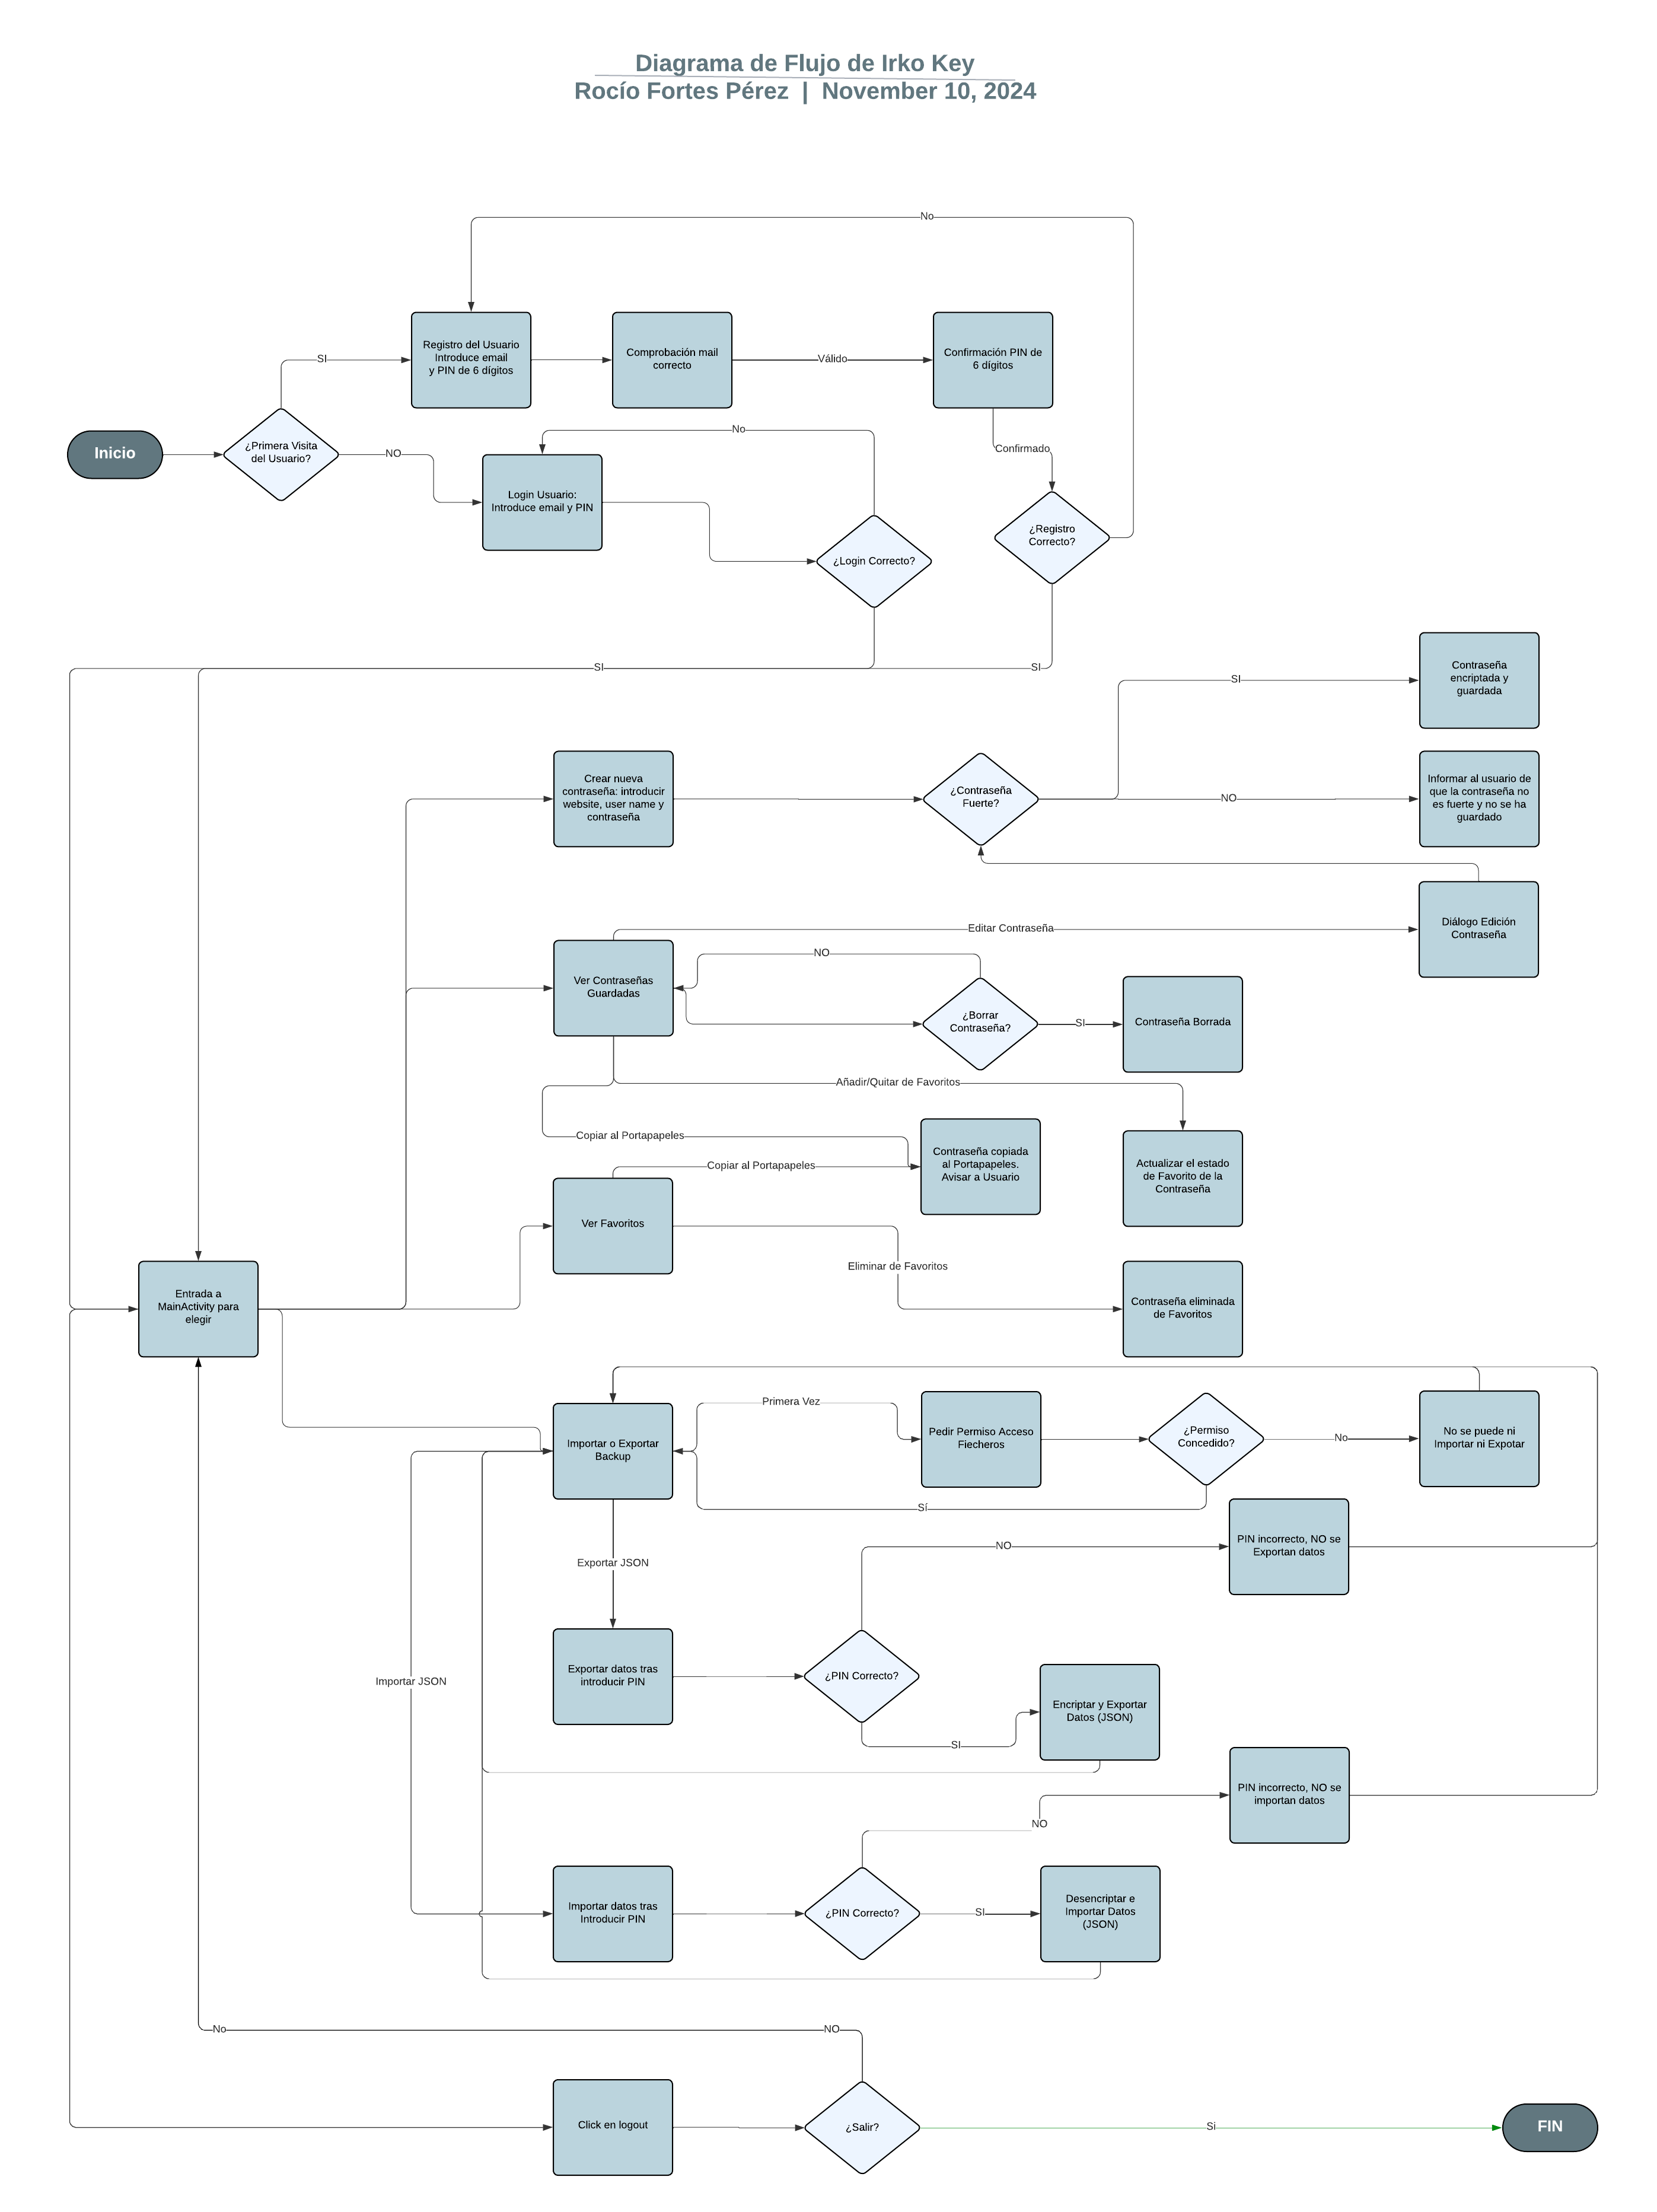 Diagrama de Flujo de Irko Key
Rocío Fortes Pérez | November 10, 2024
No
Registro del Usuario
Introduce email
y PIN de 6 dígitos
Comprobación mail
correcto
Válido
Confirmación PIN de
6 dígitos
SI
Inicio
¿Primera Visita
del Usuario?
NO
No
Confirmado
Login Usuario:
Introduce email y PIN
¿Login Correcto?
¿Registro
Correcto?
SI
SI
Contraseña
encriptada y
guardada
SI
Crear nueva
contraseña: introducir
website, user name y
contraseña
¿Contraseña
Fuerte?
NO
Informar al usuario de
que la contraseña no
es fuerte y no se ha
guardado
Editar Contraseña
Diálogo Edición
Contraseña
NO
Ver Contraseñas
Guardadas
¿Borrar
Contraseña?
SI
Contraseña Borrada
Añadir/Quitar de Favoritos
Copiar al Portapapeles
Copiar al Portapapeles
Contraseña copiada
al Portapapeles.
Avisar a Usuario
Actualizar el estado
de Favorito de la
Contraseña
Ver Favoritos
Eliminar de Favoritos
Entrada a
MainActivity para
elegir
Contraseña eliminada
de Favoritos
Primera Vez
Importar o Exportar
Backup
Pedir Permiso Acceso
Fiecheros
¿Permiso
Concedido?
No
No se puede ni
Importar ni Expotar
Sí
Exportar JSON
NO
PIN incorrecto, NO se
Exportan datos
Importar JSON
Exportar datos tras
introducir PIN
¿PIN Correcto?
SI
Encriptar y Exportar
Datos (JSON)
NO
PIN incorrecto, NO se
importan datos
Importar datos tras
Introducir PIN
¿PIN Correcto?
SI
Desencriptar e
Importar Datos
(JSON)
No
NO
Click en logout
¿Salir?
Si
FIN